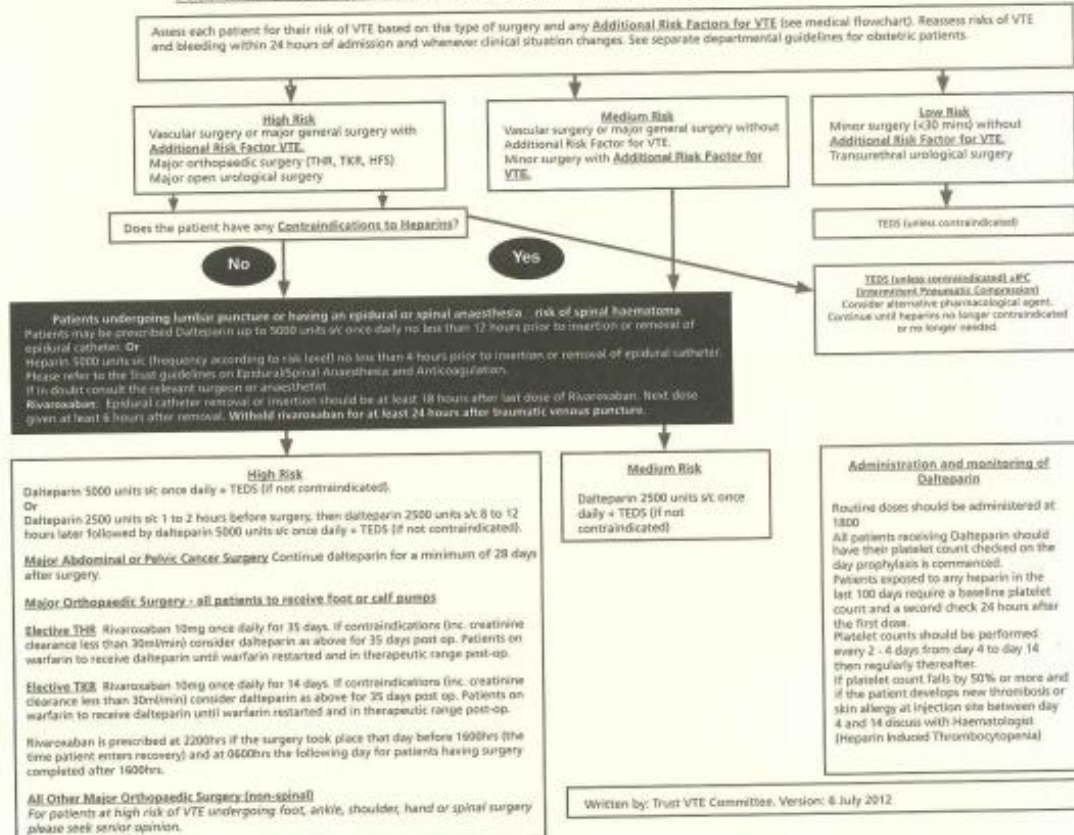 Assess each patient for their risk of VTE based on the type of surgery and any Additional Risk Factors for VTE (see medical flowchart). Reassess risks of VTE
and bleeding within 24 hours of admission and whenever clinical situation changes. See separate departmental guidelines for obstetric patients.
High Risk
Vascular surgery or major general surgery with
Additional Risk Factor VTE.
Major orthopaedic surgery (THR, TKR, HFS)
Major open urological surgery
Medium Risk
Vascular surgery or major general surgery without
Additional Risk Factor for VTE.
Minor surgery with Additional Risk Factor for
VTE.
Low Risk
Minor surgery (<30 mins) without
Additional Risk Factor for VTE.
Transurethral urological surgery
Does the patient have any Contraindications to Heparins?
TEDS (unless contraindicated)
No
Yes
TEDS (unless contraindicated) ±IPC
(Intermittent Pneumatic Compression)
Consider alternative pharmacological agent.
Continue until heparins no longer contraindicated
or no longer needed.
Patients undergoing lumbar puncture or having an epidural or spinal anaesthesia risk of spinal haematoma
Patients may be prescribed Dalteparin up to 5000 units s/c once daily no less than 12 hours prior to insertion or removal of
epidural catheter. Or
Heparin 5000 units s/c (frequency according to risk level) no less than 4 hours prior to insertion or removal of epidural catheter.
Please refer to the Trust guidelines on Epidural/Spinal Anaesthesia and Anticoagulation.
If in doubt consult the relevant surgeon or anaesthetist.
Rivaroxaban: Epidural catheter removal or insertion should be at least 18 hours after last dose of Rivaroxaban. Next dose
given at least 6 hours after removal. Withold rivaroxaban for at least 24 hours after traumatic venous puncture.
High Risk
Dalteparin 5000 units s/c once daily + TEDS (if not contraindicated).
Or
Dalteparin 2500 units s/c 1 to 2 hours before surgery, then dalteparin 2500 units s/c 8 to 12
hours later followed by dalteparin 5000 units s/c once daily + TEDS (if not contraindicated).
Major Abdominal or Pelvic Cancer Surgery Continue dalteparin for a minimum of 28 days
after surgery.
Major Orthopaedic Surgery - all patients to receive foot or calf pumps
Elective THR Rivaroxaban 10mg once daily for 35 days. If contraindications (inc. creatinine
clearance less than 30ml/min) consider dalteparin as above for 35 days post op. Patients on
warfarin to receive dalteparin until warfarin restarted and in therapeutic range post-op.
Elective TKR Rivaroxaban 10mg once daily for 14 days. If contraindications (inc. creatinine
clearance less than 30ml/min) consider dalteparin as above for 35 days post op. Patients on
warfarin to receive dalteparin until warfarin restarted and in therapeutic range post-op.
Rivaroxaban is prescribed at 2200hrs if the surgery took place that day before 1600hrs (the
time patient enters recovery) and at 0600hrs the following day for patients having surgery
completed after 1600hrs.
All Other Major Orthopaedic Surgery (non-spinal)
For patients at high risk of VTE undergoing foot, ankle, shoulder, hand or spinal surgery
please seek senior opinion.
Medium Risk
Dalteparin 2500 units s/c once
daily + TEDS (if not
contraindicated)
Administration and monitoring of
Dalteparin
Routine doses should be administered at
1800
All patients receiving Dalteparin should
have their platelet count checked on the
day prophylaxis is commenced.
Patients exposed to any heparin in the
last 100 days require a baseline platelet
count and a second check 24 hours after
the first dose.
Platelet counts should be performed
every 2 - 4 days from day 4 to day 14
then regularly thereafter.
If platelet count falls by 50% or more and
if the patient develops new thrombosis or
skin allergy at injection site between day
4 and 14 discuss with Haematologist
(Heparin Induced Thrombocytopenia)
Written by: Trust VTE Committee. Version: 6 July 2012